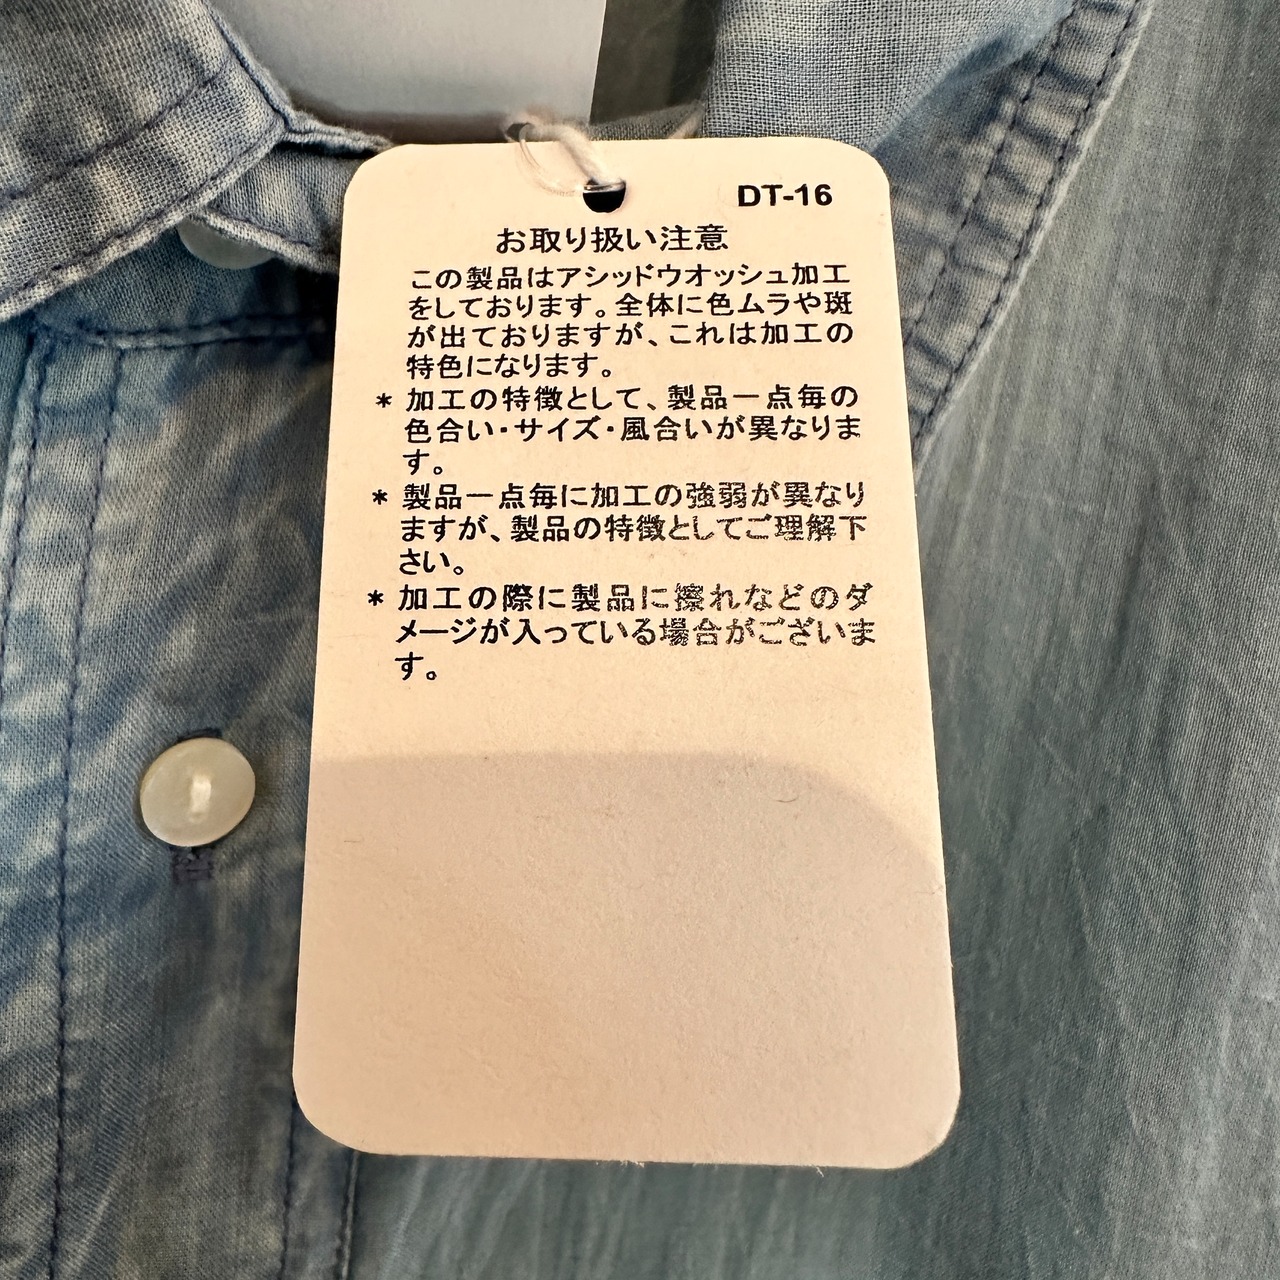 DT-16
お取り扱い注意
この製品はアシッドウオッシュ加工
をしております。全体に色ムラや斑
が出ておりますが、これは加工の
特色になります。
* 加工の特徴として、製品一点毎の
色合い・サイズ・風合いが異なりま
す。
* 製品一点毎に加工の強弱が異なり
ますが、製品の特徴としてご理解下
さい。
* 加工の際に製品に擦れなどのダ
メージが入っている場合がございま
す。